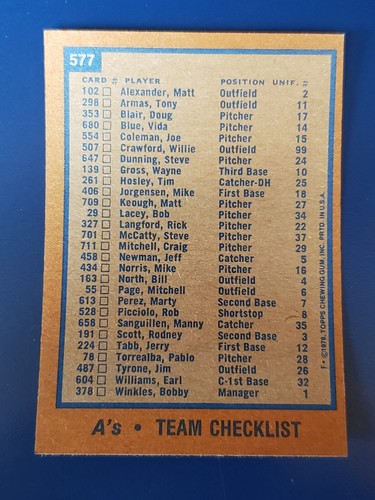 577
CARD # PLAYER POSITION UNIF. #
102 Alexander, Matt Outfield 2
298 Armas, Tony Outfield 11
353 Blair, Doug Pitcher 17
680 Blue, Vida Pitcher 14
554 Coleman, Joe Pitcher 15
507 Crawford, Willie Outfield 99
647 Dunning, Steve Pitcher 24
139 Gross, Wayne Third Base 10
261 Hosley, Tim Catcher-DH 25
406 Jorgensen, Mike First Base 18
709 Keough, Matt Pitcher 27
29 Lacey, Bob Pitcher 34
327 Langford, Rick Pitcher 22
701 McCatty, Steve Pitcher 37
711 Mitchell, Craig Pitcher 29
458 Newman, Jeff Catcher 5
434 Norris, Mike Pitcher 16
163 North, Bill Outfield 4
55 Page, Mitchell Outfield 6
613 Perez, Marty Second Base 7
528 Picciolo, Rob Shortstop 8
658 Sanguillen, Manny Catcher 35
191 Scott, Rodney Second Base 3
224 Tabb, Jerry First Base 12
78 Torrealba, Pablo Pitcher 28
487 Tyrone, Jim Outfield 26
604 Williams, Earl C-1st Base 32
378 Winkles, Bobby Manager 1
F* ©1978, TOPPS CHEWING GUM, INC. PRTD. IN U.S.A.
A's • TEAM CHECKLIST